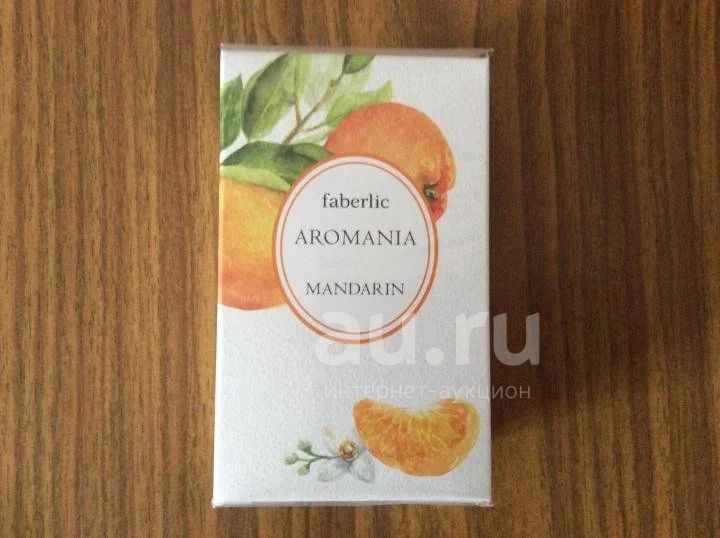 faberlic
AROMANIA
MANDARIN
au.ru
интернет-аукцион